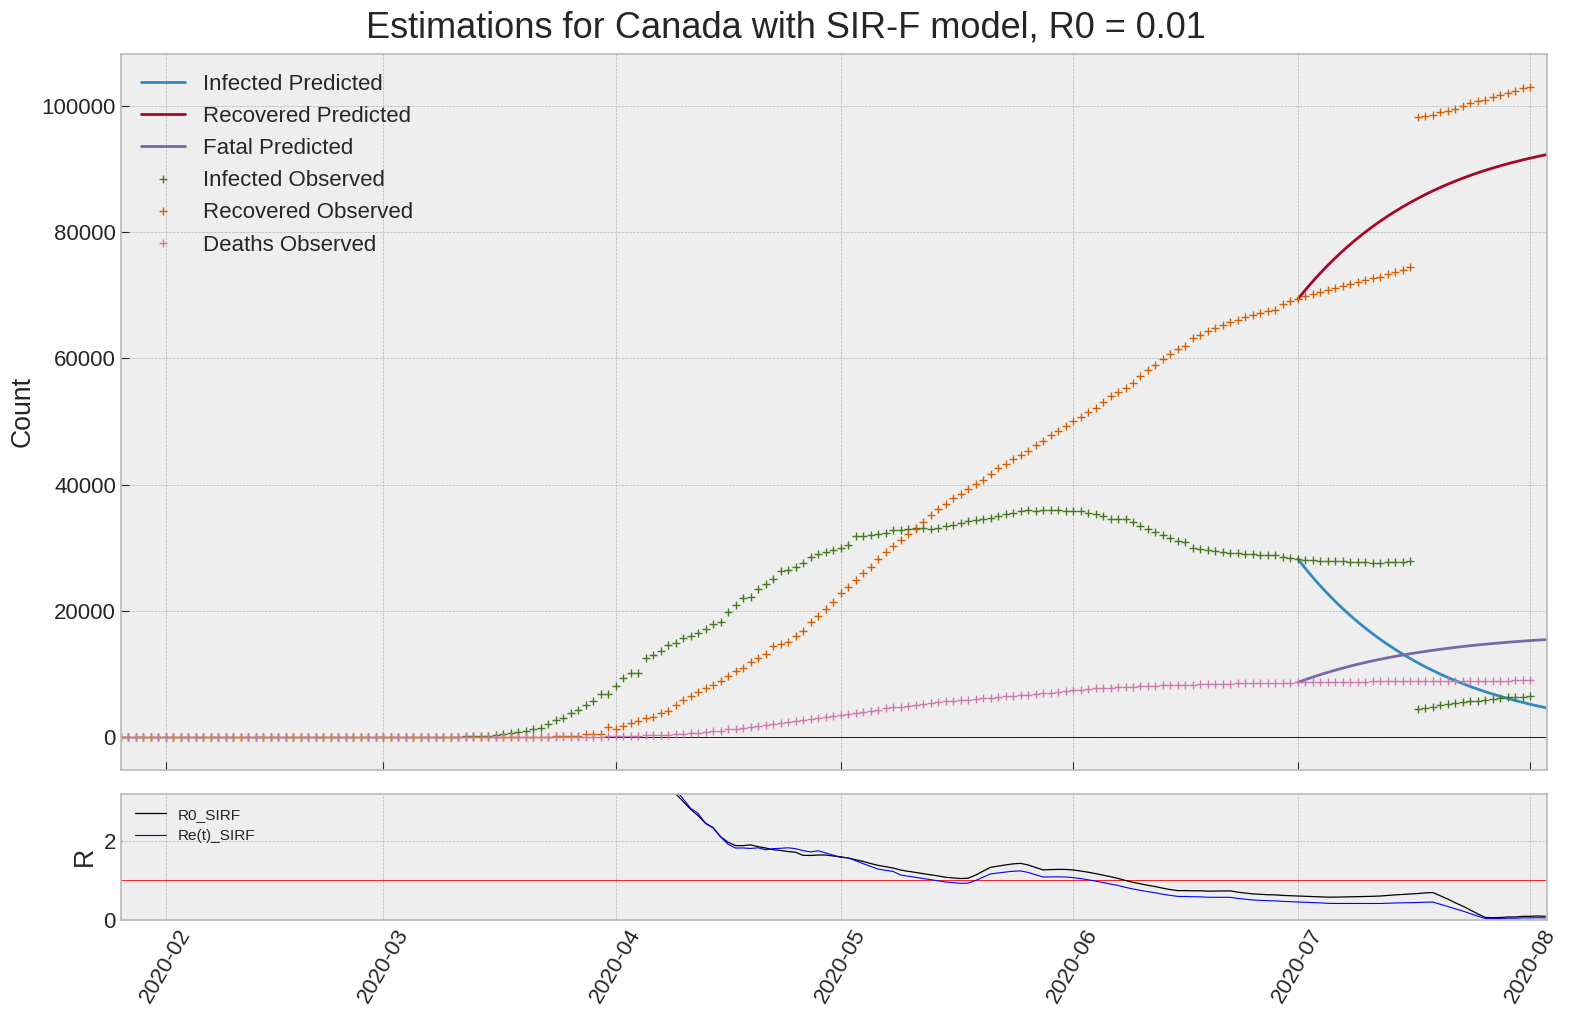 Estimations for Canada with SIR-F model, R0 = 0.01
Infected Predicted
Recovered Predicted
Fatal Predicted
Infected Observed
Recovered Observed
Deaths Observed
100000
80000
60000
40000
20000
0
Count
R0_SIRF
Re(t)_SIRF
2
0
R
2020-02
2020-03
2020-04
2020-05
2020-06
2020-07
2020-08